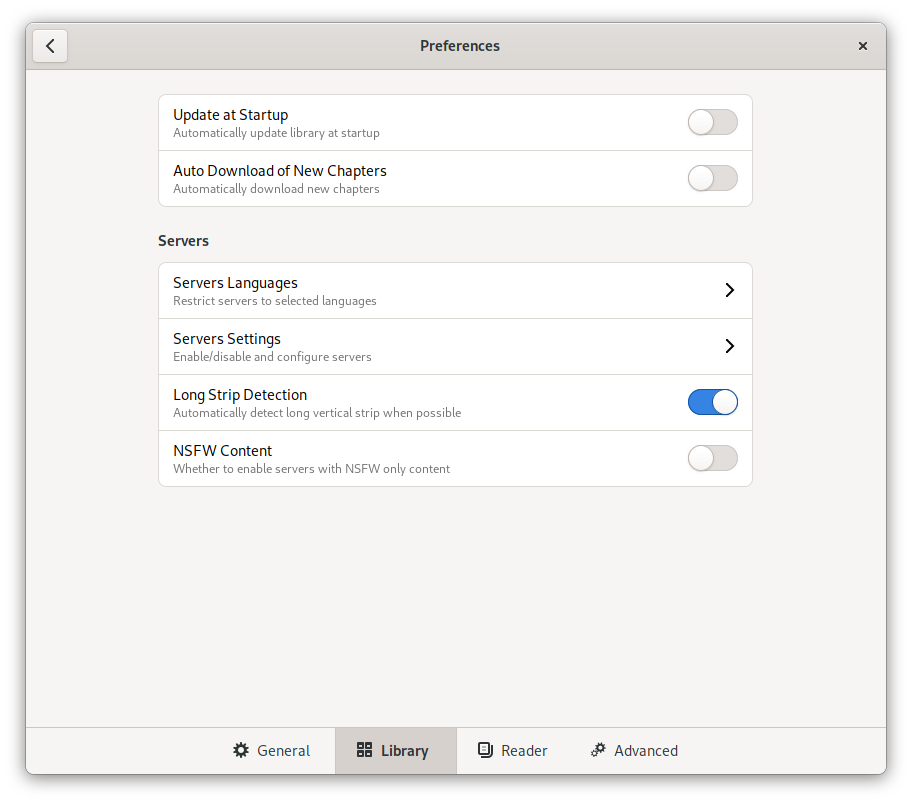 Preferences
Update at Startup
Automatically update library at startup
Auto Download of New Chapters
Automatically download new chapters
Servers
Servers Languages
Restrict servers to selected languages
Servers Settings
Enable/disable and configure servers
Long Strip Detection
Automatically detect long vertical strip when possible
NSFW Content
Whether to enable servers with NSFW only content
General Library Reader Advanced